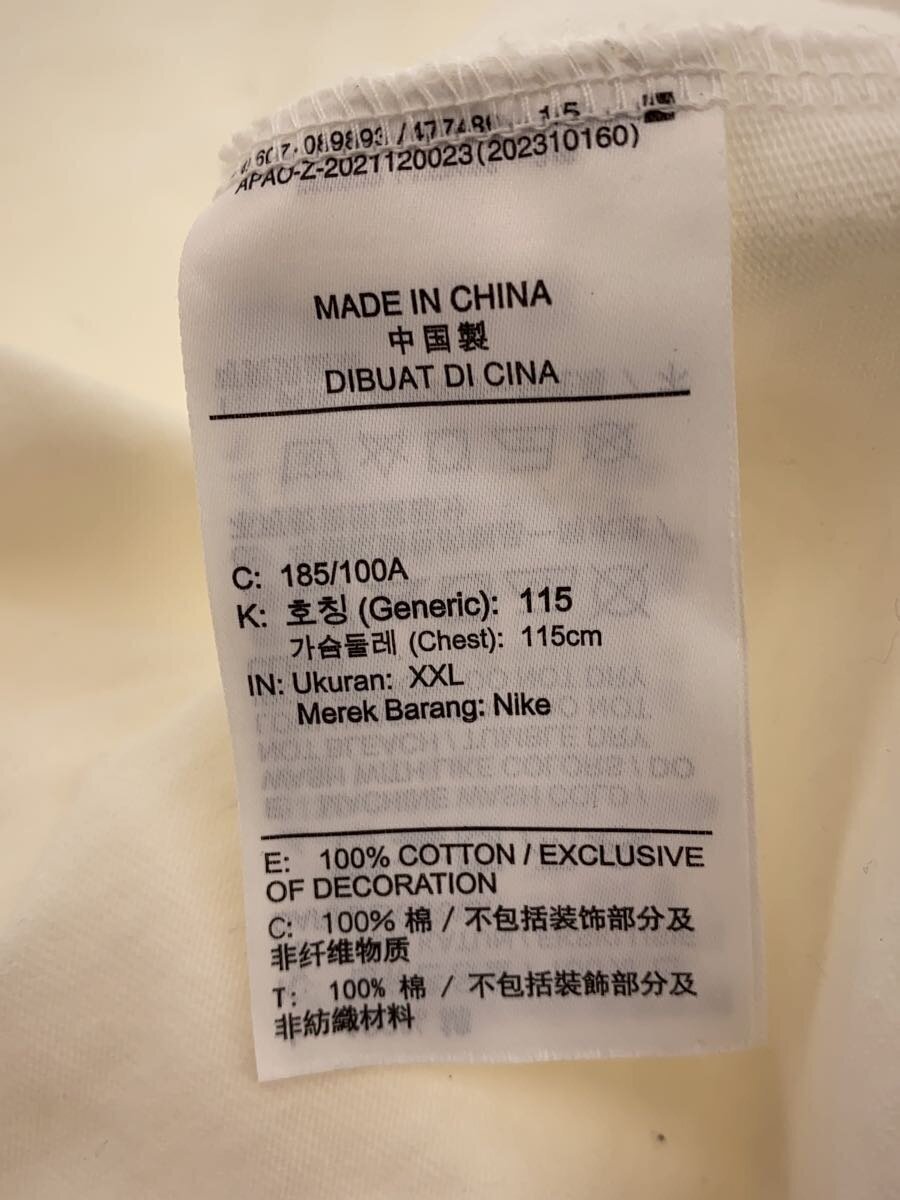 APAO-Z-2021120023(202310160)
MADE IN CHINA
中国製
DIBUAT DI CINA
C: 185/100A
K: 호칭 (Generic): 115
가슴둘레 (Chest): 115cm
IN: Ukuran: XXL
Merek Barang: Nike
E: 100% COTTON / EXCLUSIVE
OF DECORATION
C: 100% 棉 / 不包括装饰部分及
非纤维物质
T: 100% 棉 / 不包括裝飾部分及
非紡織材料